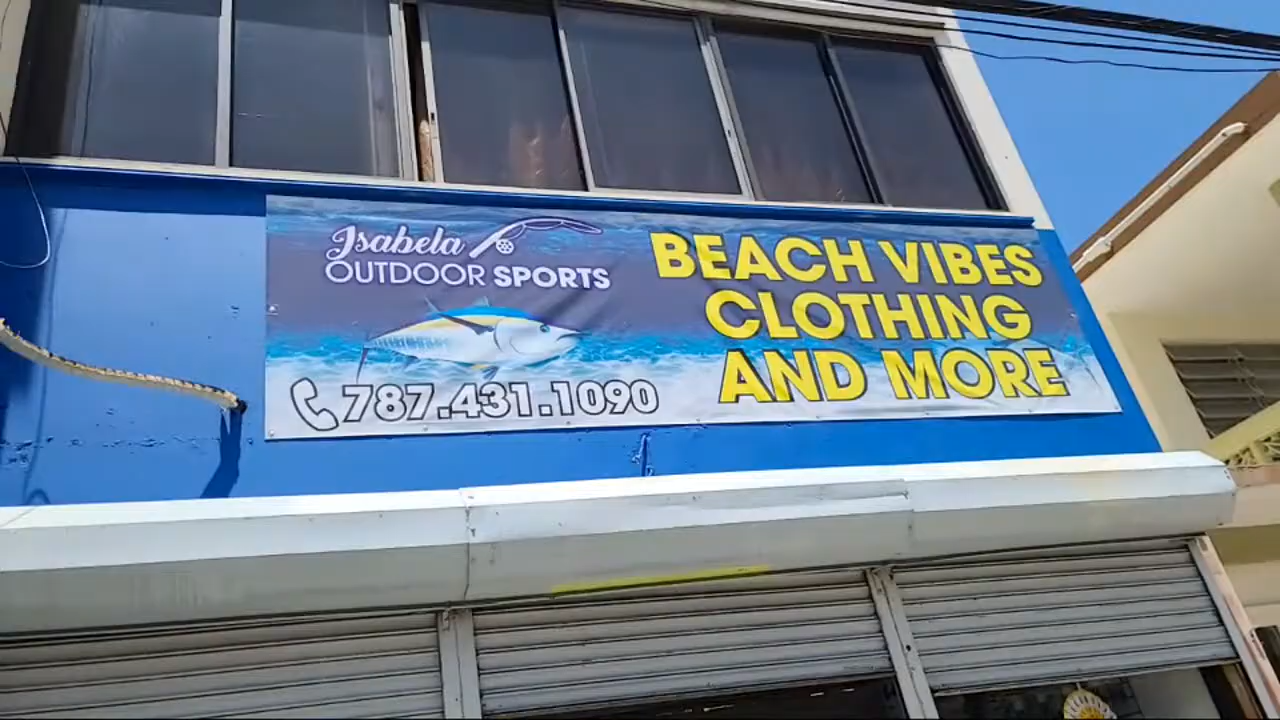 Isabela
OUTDOOR SPORTS
787.431.1090
BEACH VIBES
CLOTHING
AND MORE